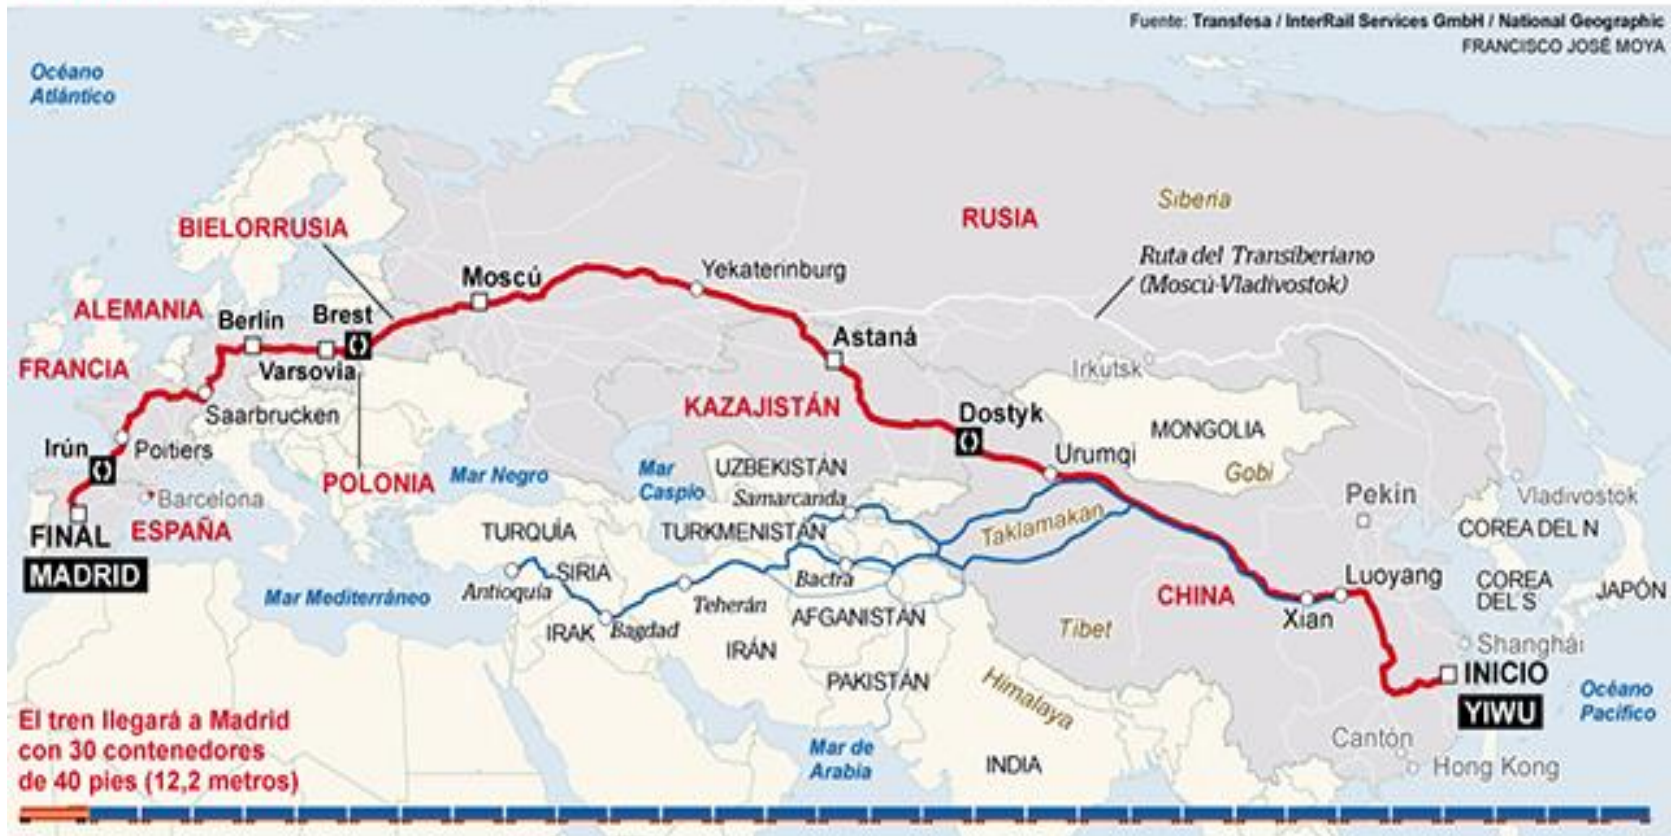 Fuente: Transfesa / InterRail Services GmbH / National Geographic
FRANCISCO JOSÉ MOYA
Océano
Atlántico
Siberia
RUSIA
BIELORRUSIA
Ruta del Transiberiano
(Moscú-Vladivostok)
Moscú
Yekaterinburg
ALEMANIA
Berlín
Brest
Astaná
FRANCIA
Varsovia
Irkutsk
Saarbrucken
KAZAJISTÁN
Dostyk
MONGOLIA
Irún
Poitiers
Urumqi
Gobi
POLONIA
Mar Negro
Mar
Caspio
UZBEKISTÁN
Samarcanda
Pekín
Vladivostok
Barcelona
ESPAÑA
FINAL
MADRID
TURQUÍA
TURKMENISTÁN
Taklamakán
COREA DEL N
SIRIA
Antioquía
Mar Mediterráneo
Bactra
Teherán
Luoyang
COREA
DEL S
JAPÓN
CHINA
AFGANISTÁN
Xian
IRAK
Bagdad
IRÁN
Tibet
Shanghái
PAKISTÁN
Himalaya
INICIO
YIWU
Océano
Pacífico
El tren llegará a Madrid
con 30 contenedores
de 40 pies (12,2 metros)
Mar de
Arabia
INDIA
Cantón
Hong Kong